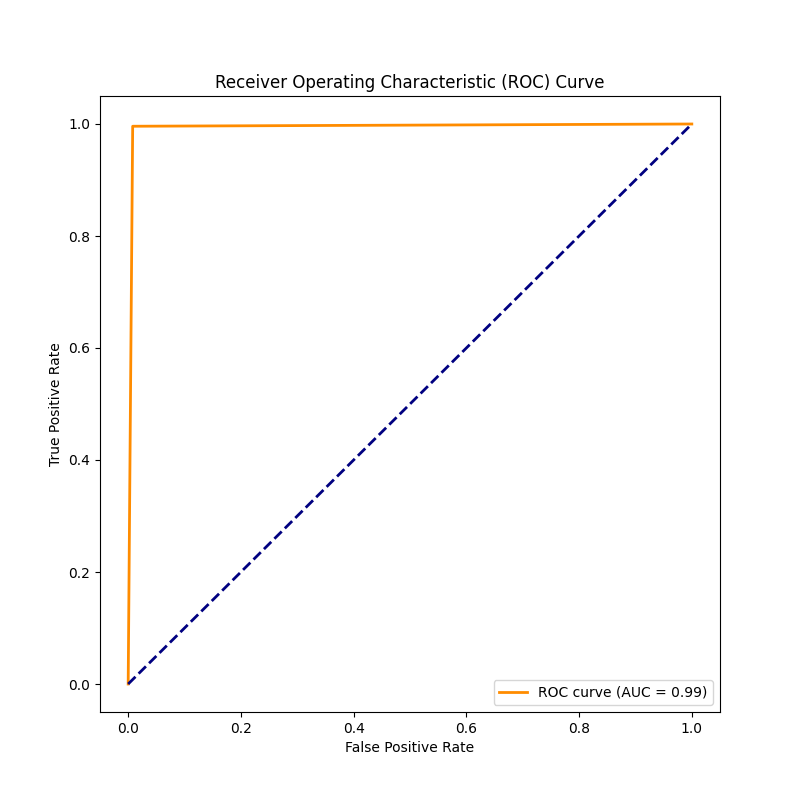 Receiver Operating Characteristic (ROC) Curve
True Positive Rate
1.0
0.8
0.6
0.4
0.2
0.0
ROC curve (AUC = 0.99)
0.0 0.2 0.4 0.6 0.8 1.0
False Positive Rate